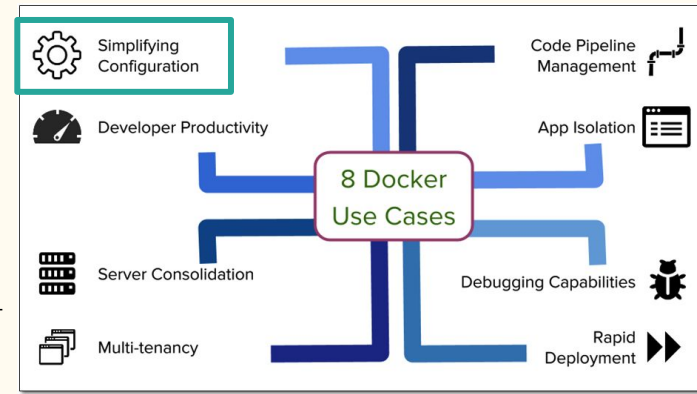 Simplifying
Configuration
Developer Productivity
Server Consolidation
Multi-tenancy
8 Docker
Use Cases
Code Pipeline
Management
App Isolation
Debugging Capabilities
Rapid
Deployment